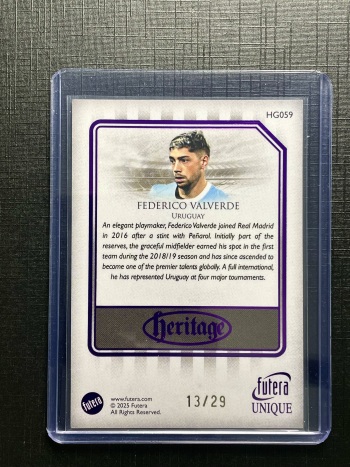 HG059
FEDERICO VALVERDE
URUGUAY
An elegant playmaker, Federico Valverde joined Real Madrid
in 2016 after a stint with Peñarol. Initially part of
the reserves, the graceful midfielder earned his spot in the first
team during the 2018/19 season and has since ascended to
become one of the premier talents globally. A full international,
he has represented Uruguay at four major tournaments.
heritage
futera
www.futera.com
© 2025 Futera
All Rights Reserved.
13/29
futera
UNIQUE